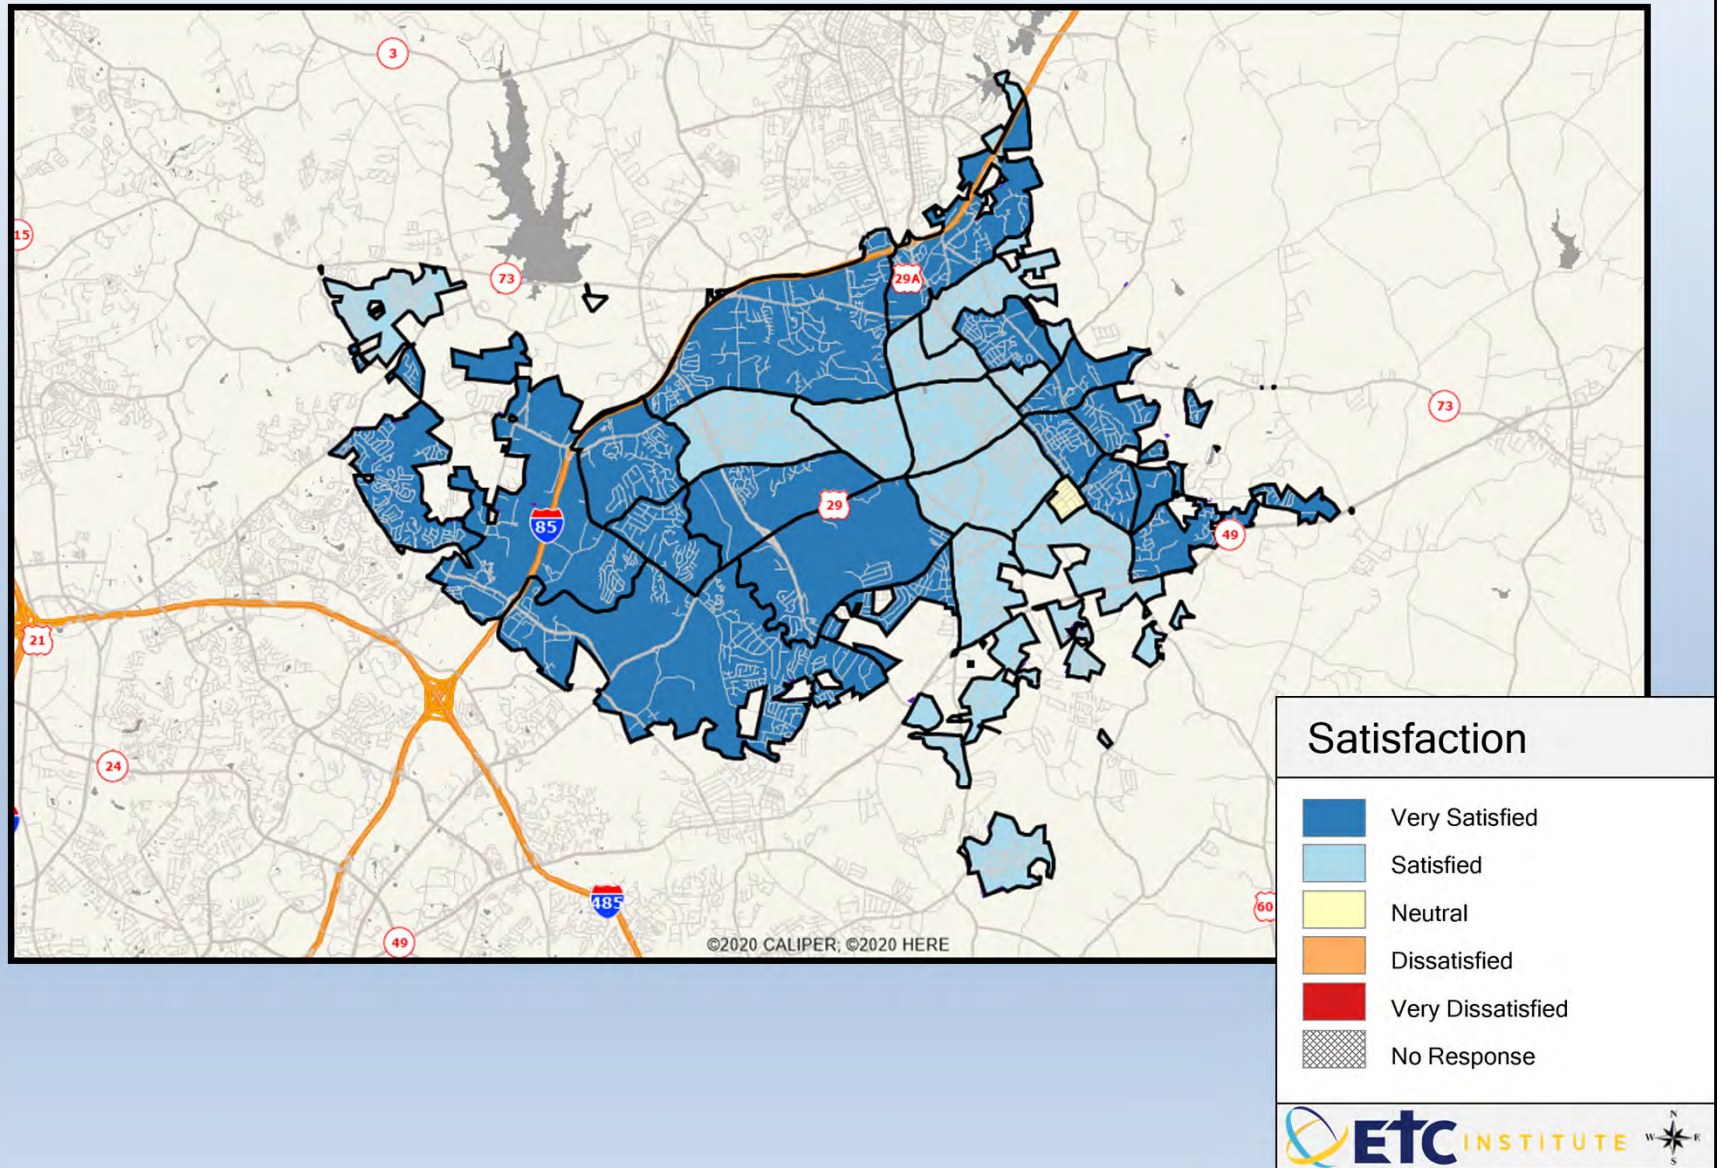 3
15
73
29A
73
29
85
49
21
24
485
60
49
©2020 CALIPER; ©2020 HERE
Satisfaction
Very Satisfied
Satisfied
Neutral
Dissatisfied
Very Dissatisfied
No Response
ETC INSTITUTE
N
W E
S